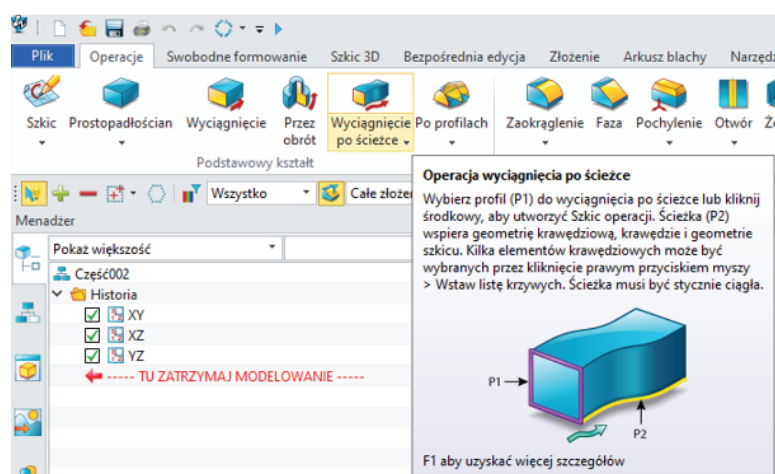 Plik Operacje Swobodne formowanie Szkic 3D Bezpośrednia edycja Złożenie Arkusz blachy
Szkic Prostopadłościan Wyciągnięcie Przez obrót Wyciągnięcie po ścieżce Po profilach Zaokrąglenie Faza Pochylenie Otwór
Podstawowy kształt
Wszystko
Menadżer
Pokaż większość
Część002
Historia
XY
XZ
YZ
----- TU ZATRZYMAJ MODELOWANIE -----
Operacja wyciągnięcia po ścieżce
Wybierz profil (P1) do wyciągnięcia po ścieżce lub kliknij
środkowy, aby utworzyć Szkic operacji. Ścieżka (P2)
wspiera geometrię krawędziową, krawędzie i geometrie
szkicu. Kilka elementów krawędziowych może być
wybranych przez kliknięcie prawym przyciskiem myszy
> Wstaw listę krzywych. Ścieżka musi być stycznie ciągła.
P1
P2
F1 aby uzyskać więcej szczegółów